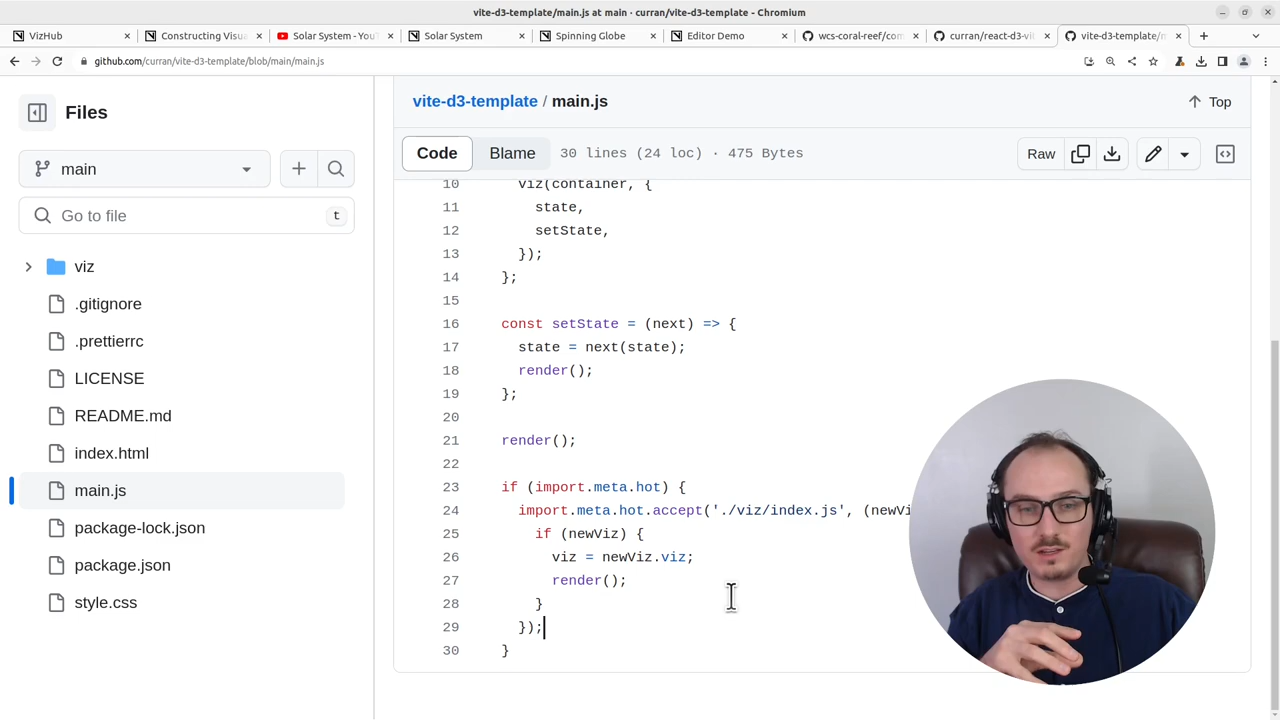 vite-d3-template/main.js at main · curran/vite-d3-template - Chromium
VizHub
Constructing Visua
Solar System - YouT
Solar System
Spinning Globe
Editor Demo
wcs-coral-reef/com
curran/react-d3-vit
vite-d3-template/m
github.com/curran/vite-d3-template/blob/main/main.js
Files
main
Go to file
t
viz
.gitignore
.prettierrc
LICENSE
README.md
index.html
main.js
package-lock.json
package.json
style.css
vite-d3-template / main.js
Top
Code Blame 30 lines (24 loc) · 475 Bytes
Raw
10 viz(container, {
11 state,
12 setState,
13 });
14 };
15
16 const setState = (next) => {
17 state = next(state);
18 render();
19 };
20
21 render();
22
23 if (import.meta.hot) {
24 import.meta.hot.accept('./viz/index.js', (newV
25 if (newViz) {
26 viz = newViz.viz;
27 render();
28 }
29 });
30 }